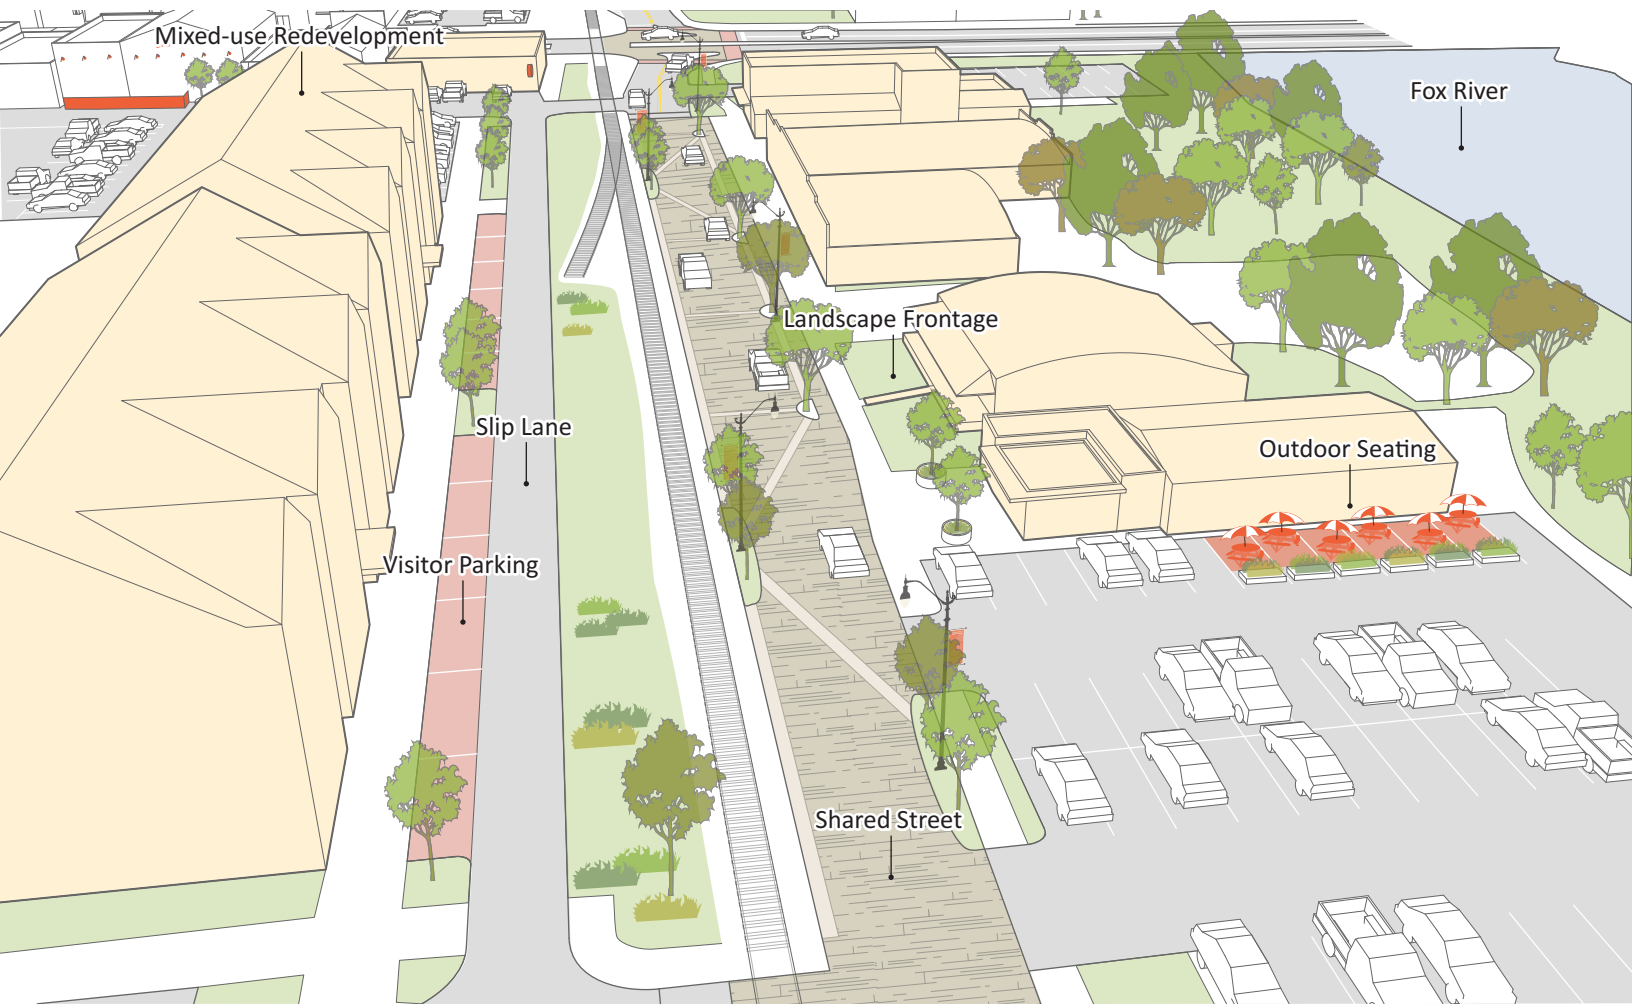 Mixed-use Redevelopment
Fox River
Landscape Frontage
Slip Lane
Outdoor Seating
Visitor Parking
Shared Street